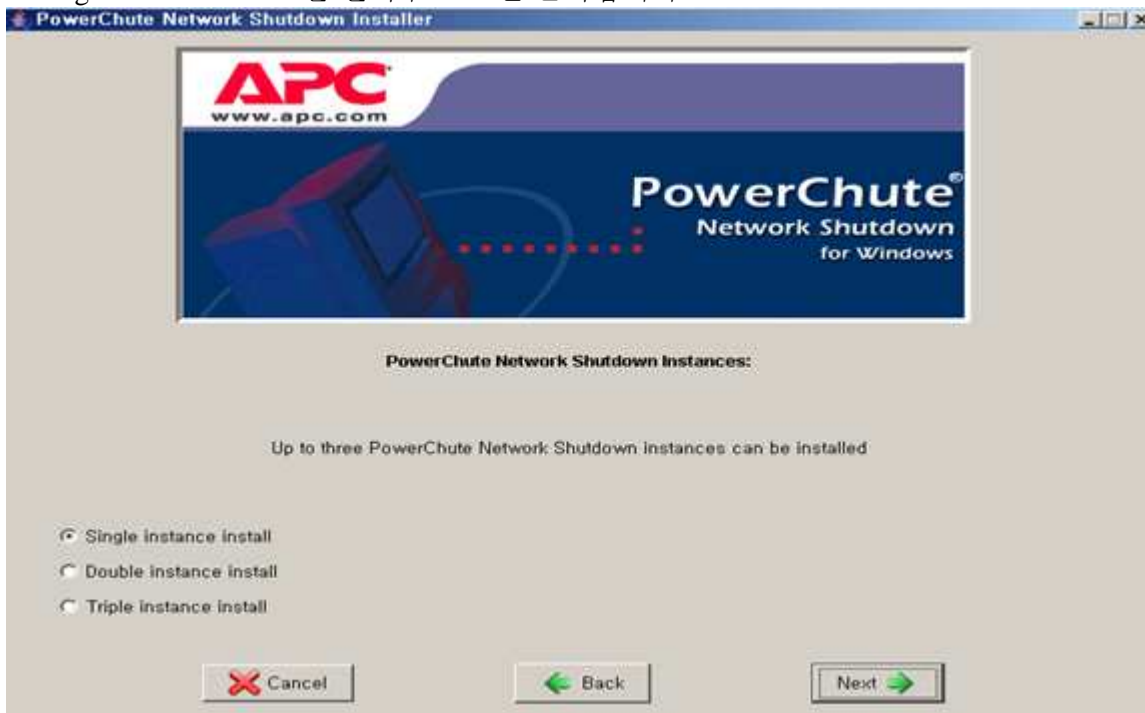 PowerChute Network Shutdown Installer
APC
www.apc.com
PowerChute®
Network Shutdown
for Windows
PowerChute Network Shutdown Instances:
Up to three PowerChute Network Shutdown instances can be installed
Single instance install
Double instance install
Triple instance install
Cancel
Back
Next